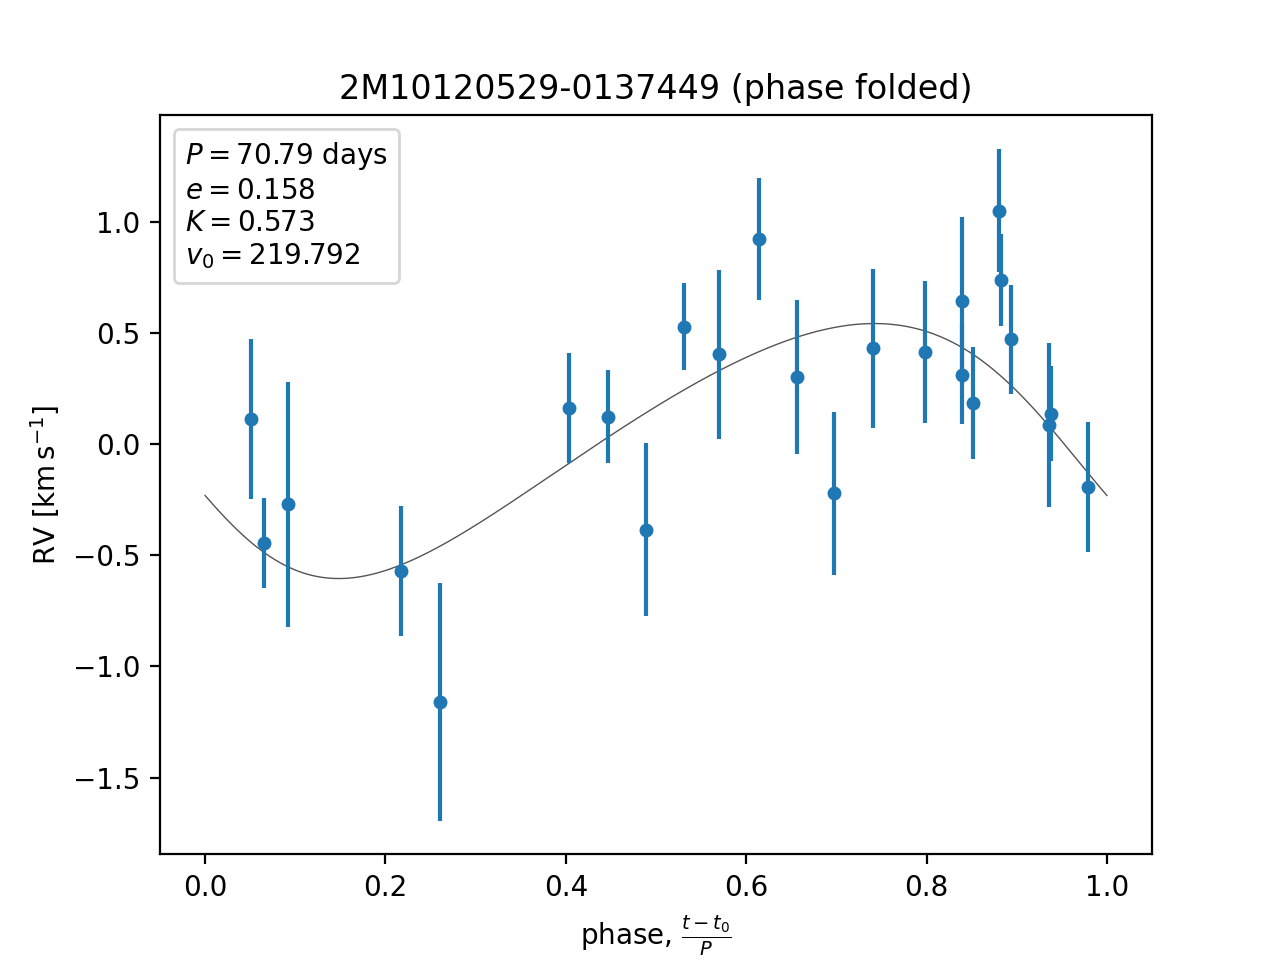 2M10120529-0137449 (phase folded)
P = 70.79 days
e = 0.158
K = 0.573
v₀ = 219.792
1.0
0.5
0.0
−0.5
−1.0
−1.5
RV [km s⁻¹]
0.0 0.2 0.4 0.6 0.8 1.0
phase, (t − t₀)/P